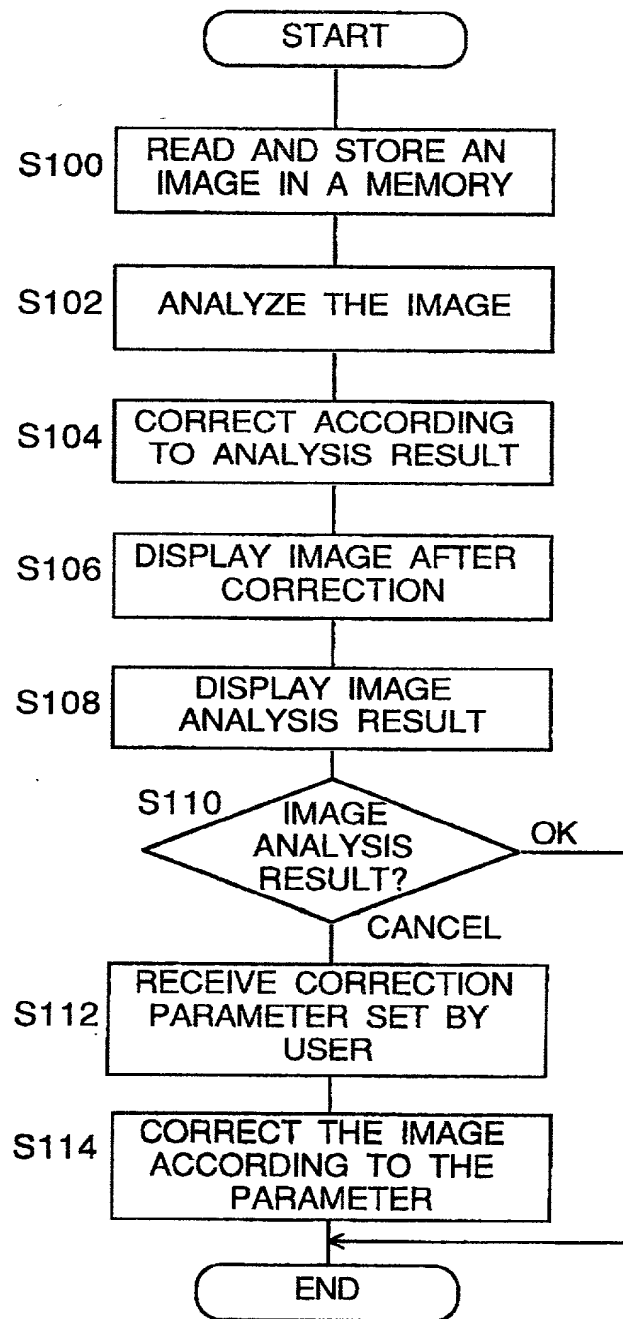 START
S100
READ AND STORE AN
IMAGE IN A MEMORY
S102
ANALYZE THE IMAGE
S104
CORRECT ACCORDING
TO ANALYSIS RESULT
S106
DISPLAY IMAGE AFTER
CORRECTION
S108
DISPLAY IMAGE
ANALYSIS RESULT
S110
IMAGE
ANALYSIS
RESULT?
OK
CANCEL
S112
RECEIVE CORRECTION
PARAMETER SET BY
USER
S114
CORRECT THE IMAGE
ACCORDING TO THE
PARAMETER
END